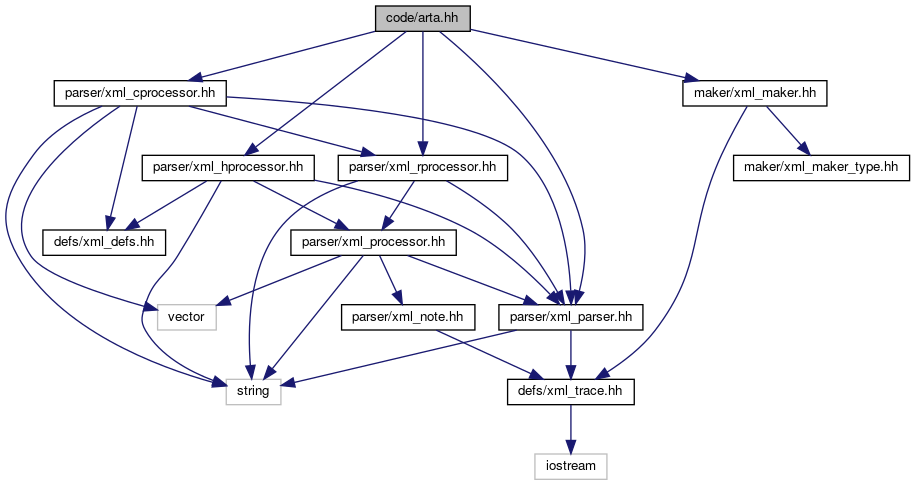 code/arta.hh
parser/xml_cprocessor.hh
maker/xml_maker.hh
parser/xml_hprocessor.hh
parser/xml_rprocessor.hh
maker/xml_maker_type.hh
defs/xml_defs.hh
parser/xml_processor.hh
vector
parser/xml_note.hh
parser/xml_parser.hh
string
defs/xml_trace.hh
iostream